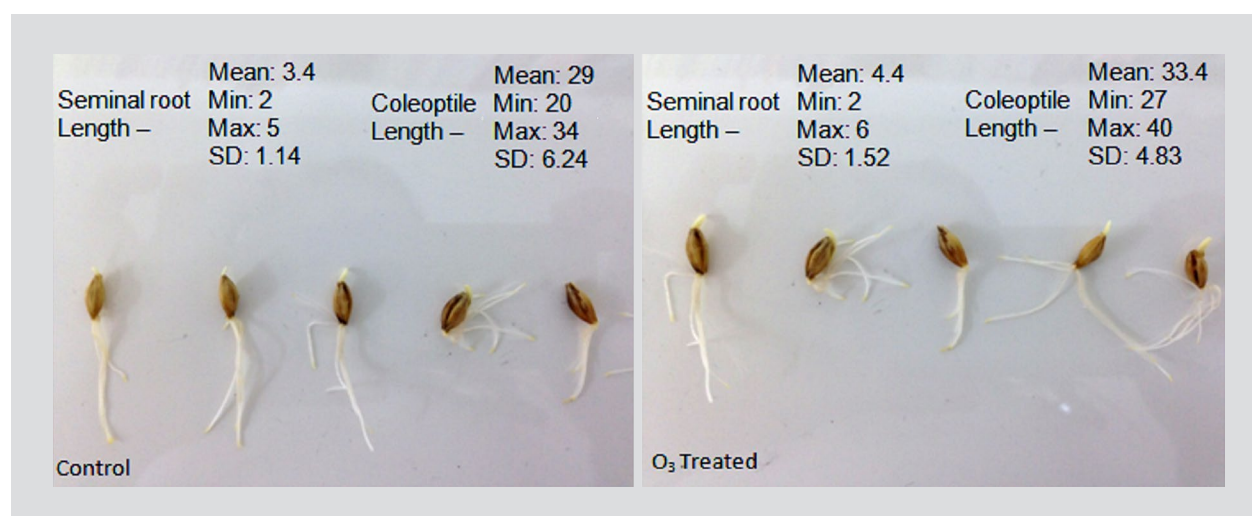 Mean: 3.4
Seminal root Min: 2
Length – Max: 5
SD: 1.14
Mean: 29
Coleoptile Min: 20
Length – Max: 34
SD: 6.24
Control
Mean: 4.4
Seminal root Min: 2
Length – Max: 6
SD: 1.52
Mean: 33.4
Coleoptile Min: 27
Length – Max: 40
SD: 4.83
O₃ Treated